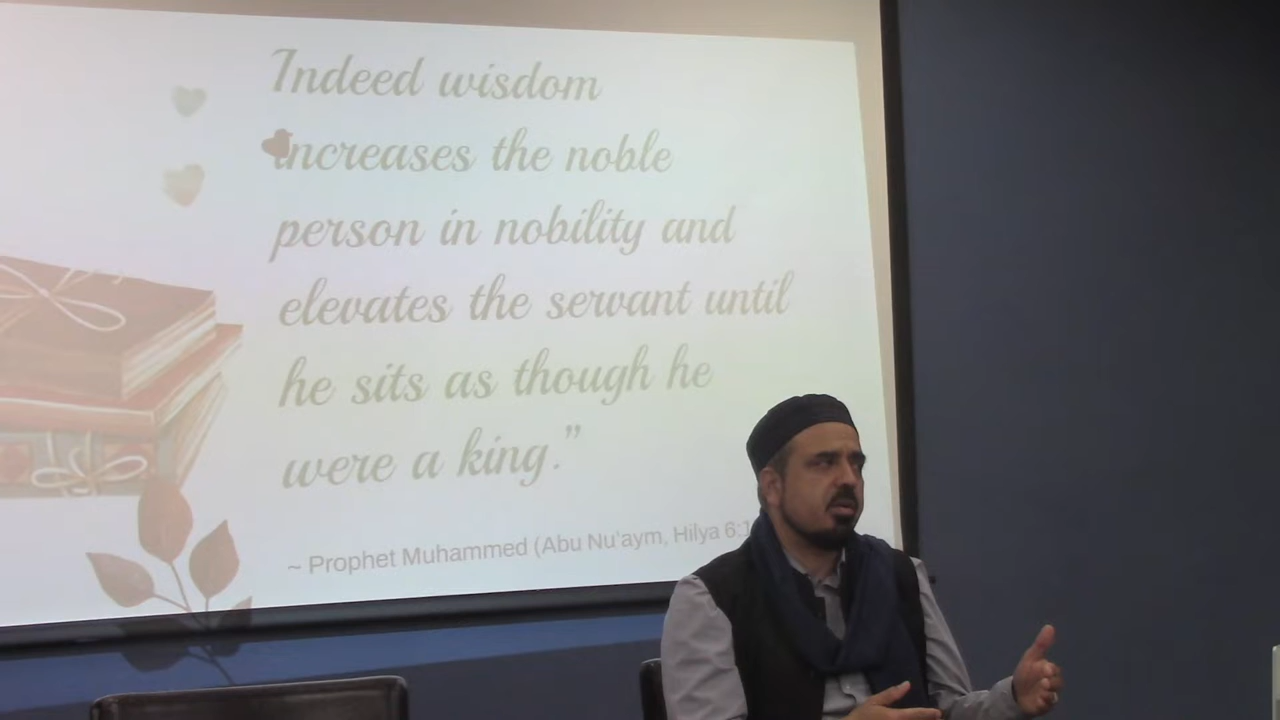 Indeed wisdom
increases the noble
person in nobility and
elevates the servant until
he sits as though he
were a king.”
~ Prophet Muhammed (Abu Nu'aym, Hilya 6: